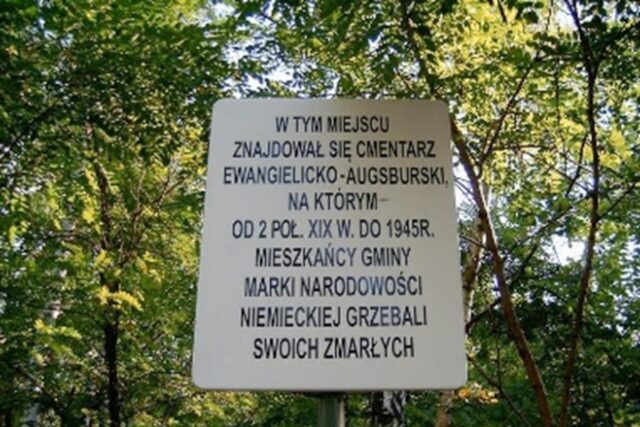 W TYM MIEJSCU
ZNAJDOWAŁ SIĘ CMENTARZ
EWANGIELICKO-AUGSBURSKI,
NA KTÓRYM
OD 2 POŁ. XIX W. DO 1945R.
MIESZKAŃCY GMINY
MARKI NARODOWOŚCI
NIEMIECKIEJ GRZEBALI
SWOICH ZMARŁYCH